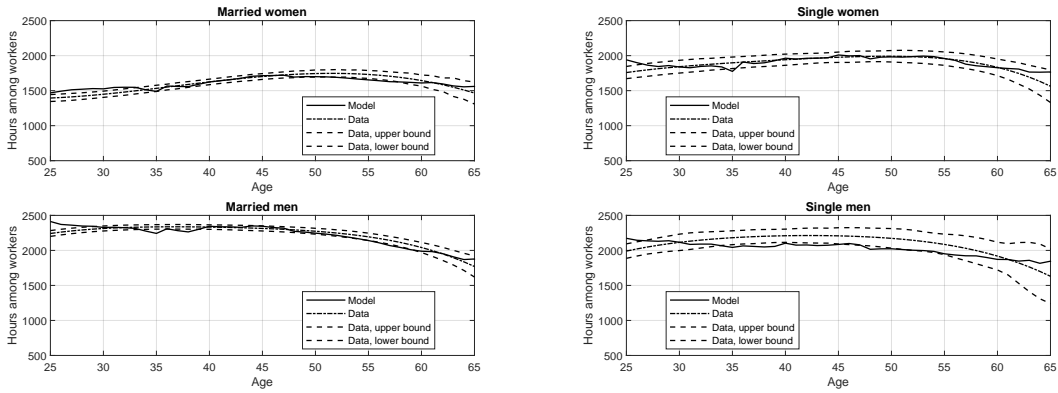 Married women
Hours among workers
2500
2000
1500
1000
500
25 30 35 40 45 50 55 60 65
Age
Model
Data
Data, upper bound
Data, lower bound
Single women
Hours among workers
2500
2000
1500
1000
500
25 30 35 40 45 50 55 60 65
Age
Model
Data
Data, upper bound
Data, lower bound
Married men
Hours among workers
2500
2000
1500
1000
500
25 30 35 40 45 50 55 60 65
Age
Model
Data
Data, upper bound
Data, lower bound
Single men
Hours among workers
2500
2000
1500
1000
500
25 30 35 40 45 50 55 60 65
Age
Model
Data
Data, upper bound
Data, lower bound